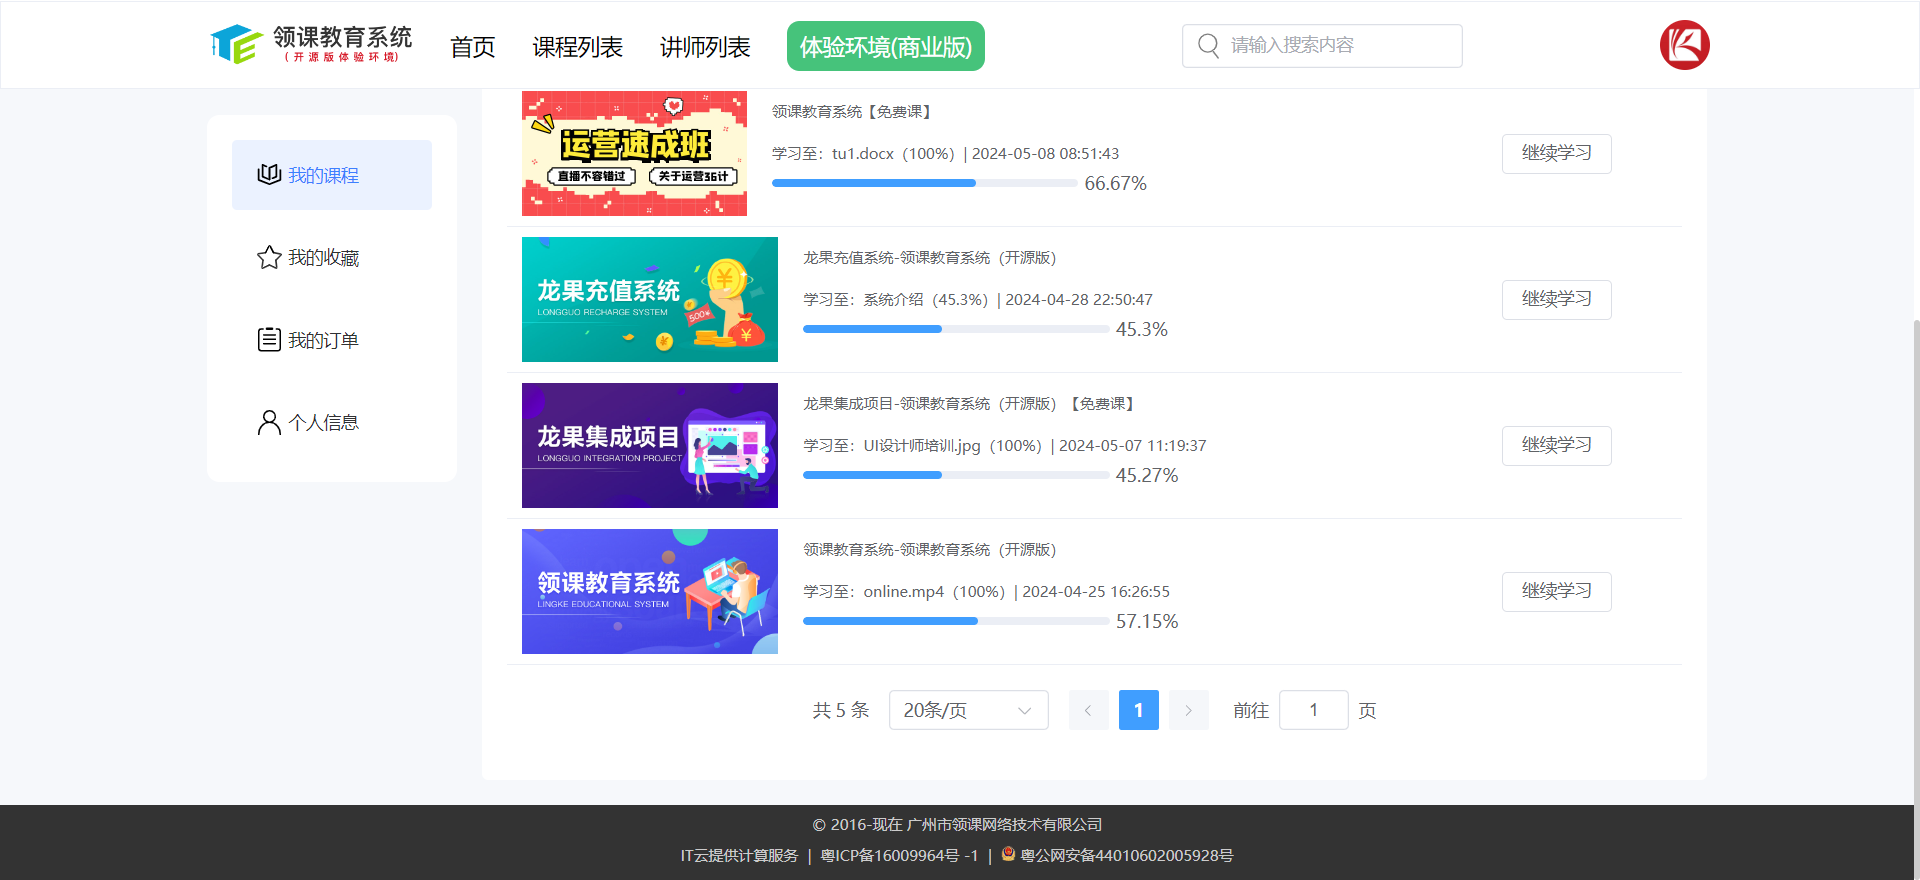 领课教育系统
(开源版体验环境)
首页
课程列表
讲师列表
体验环境(商业版)
请输入搜索内容
我的课程
我的收藏
我的订单
个人信息
运营速成班
直播不容错过
关于运营36计
领课教育系统【免费课】
学习至：tu1.docx（100%）| 2024-05-08 08:51:43
66.67%
继续学习
龙果充值系统
LONGGUO RECHARGE SYSTEM
500¥
龙果充值系统-领课教育系统（开源版）
学习至：系统介绍（45.3%）| 2024-04-28 22:50:47
45.3%
继续学习
龙果集成项目
LONGGUO INTEGRATION PROJECT
龙果集成项目-领课教育系统（开源版）【免费课】
学习至：UI设计师培训.jpg（100%）| 2024-05-07 11:19:37
45.27%
继续学习
领课教育系统
LINGKE EDUCATIONAL SYSTEM
领课教育系统-领课教育系统（开源版）
学习至：online.mp4（100%）| 2024-04-25 16:26:55
57.15%
继续学习
共 5 条
20条/页
1
前往
1
页
© 2016-现在 广州市领课网络技术有限公司
IT云提供计算服务 | 粤ICP备16009964号 -1 | 粤公网安备44010602005928号